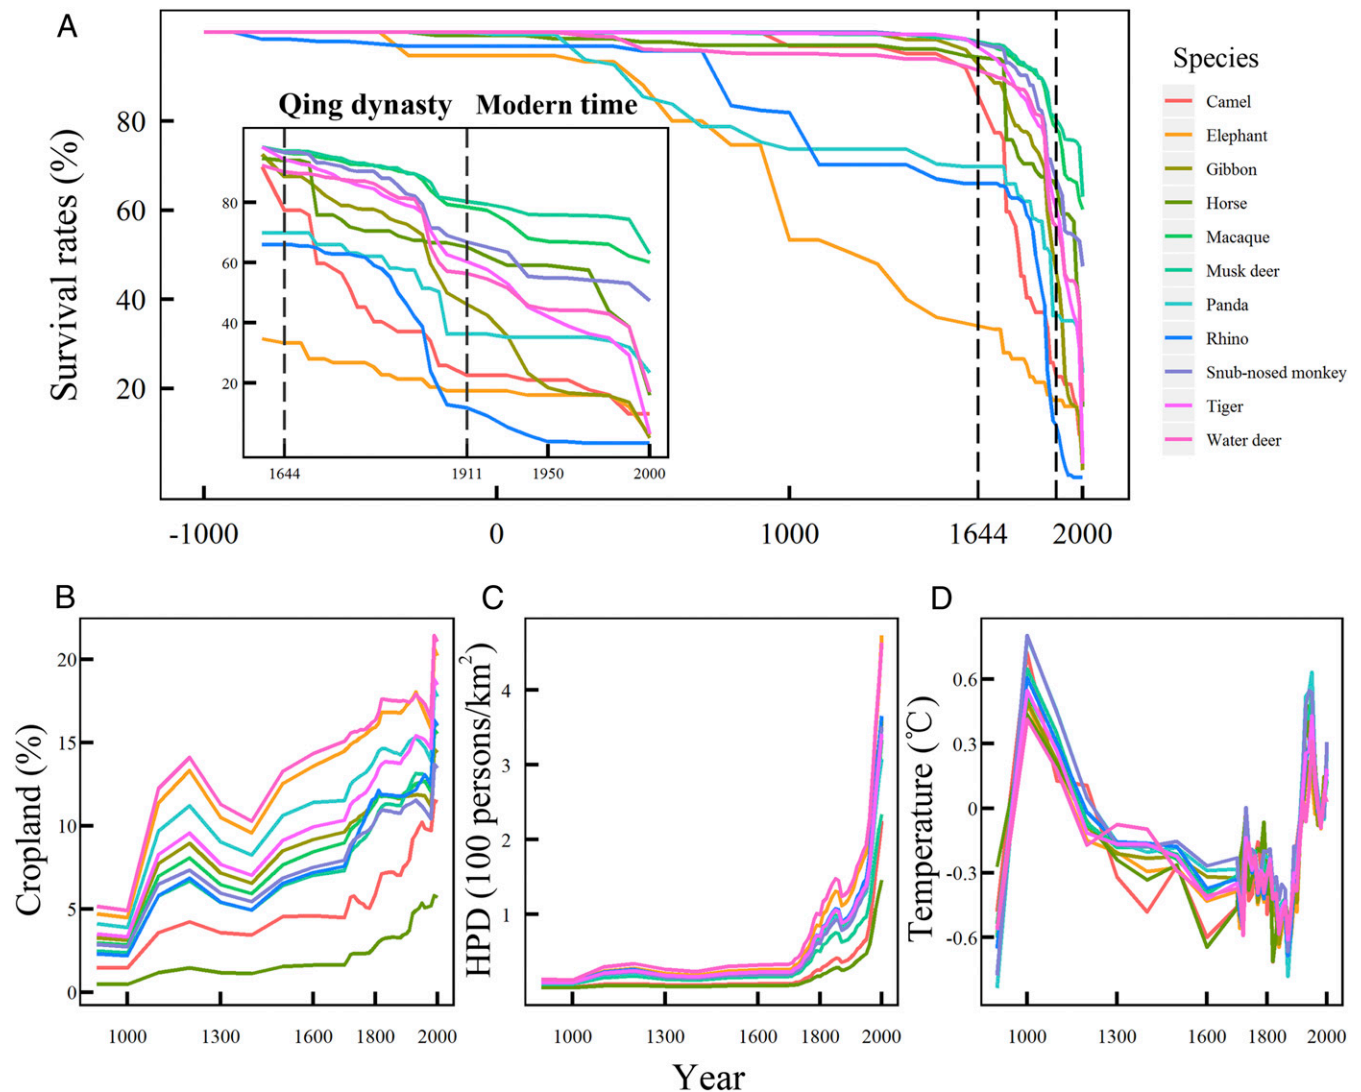 A
Survival rates (%)
80
60
40
20
Qing dynasty
Modern time
80
60
40
20
1644
1911
1950
2000
-1000
0
1000
1644
2000
Species
Camel
Elephant
Gibbon
Horse
Macaque
Musk deer
Panda
Rhino
Snub-nosed monkey
Tiger
Water deer
B
Cropland (%)
20
15
10
5
0
1000
1300
1600
1800
2000
C
HPD (100 persons/km²)
4
3
2
1
1000
1300
1600
1800
2000
D
Temperature (℃)
0.6
0.3
0
-0.3
-0.6
1000
1300
1600
1800
2000
Year